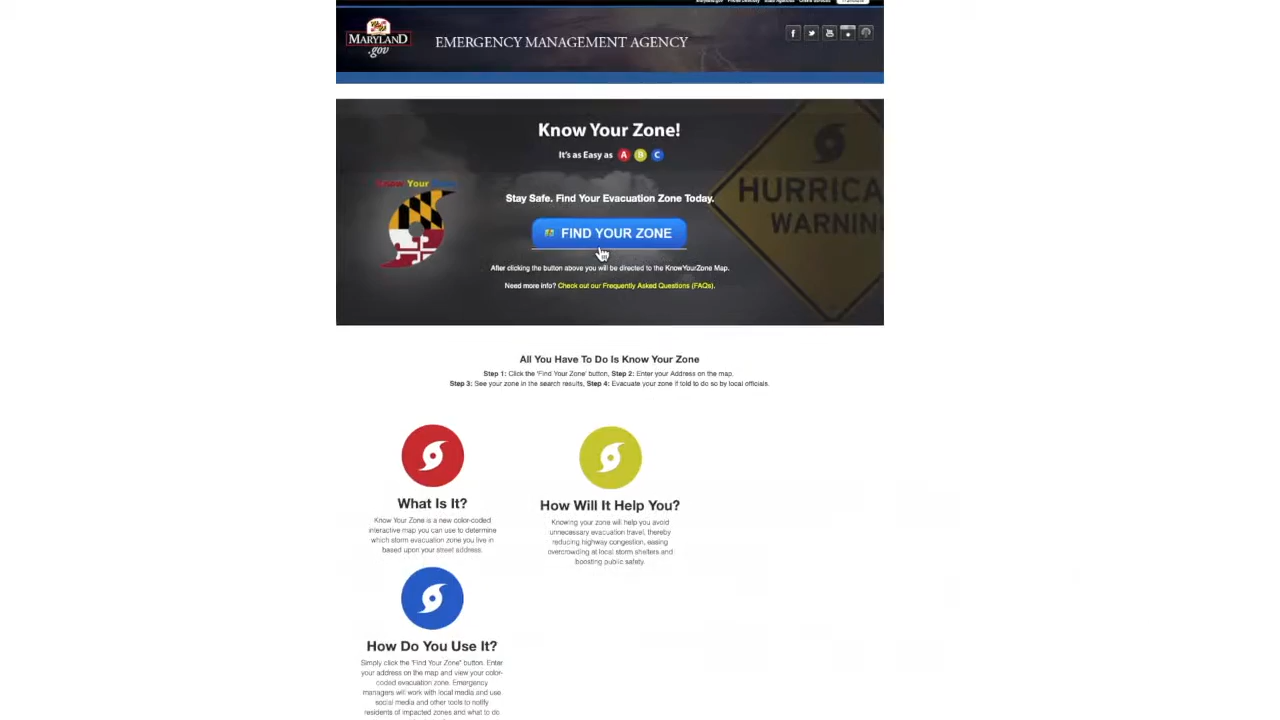 MARYLAND
.gov
EMERGENCY MANAGEMENT AGENCY
Know Your Zone!
It's as Easy as A B C
Know Your
Stay Safe. Find Your Evacuation Zone Today.
HURRICA
WARNIN
FIND YOUR ZONE
After clicking the button above you will be directed to the KnowYourZone Map.
Need more info? Check out our Frequently Asked Questions (FAQs).
All You Have To Do Is Know Your Zone
Step 1: Click the 'Find Your Zone' button, Step 2: Enter your Address on the map.
Step 3: See your zone in the search results, Step 4: Evacuate your zone if told to do so by local officials.
What Is It?
Know Your Zone is a new color-coded
interactive map you can use to determine
which storm evacuation zone you live in
based upon your street address.
How Will It Help You?
Knowing your zone will help you avoid
unnecessary evacuation travel, thereby
reducing highway congestion, easing
overcrowding at local storm shelters and
boosting public safety.
How Do You Use It?
Simply click the "Find Your Zone" button. Enter
your address on the map and view your color-
coded evacuation zone. Emergency
managers will work with local media and use
social media and other tools to notify
residents of impacted zones and what to do